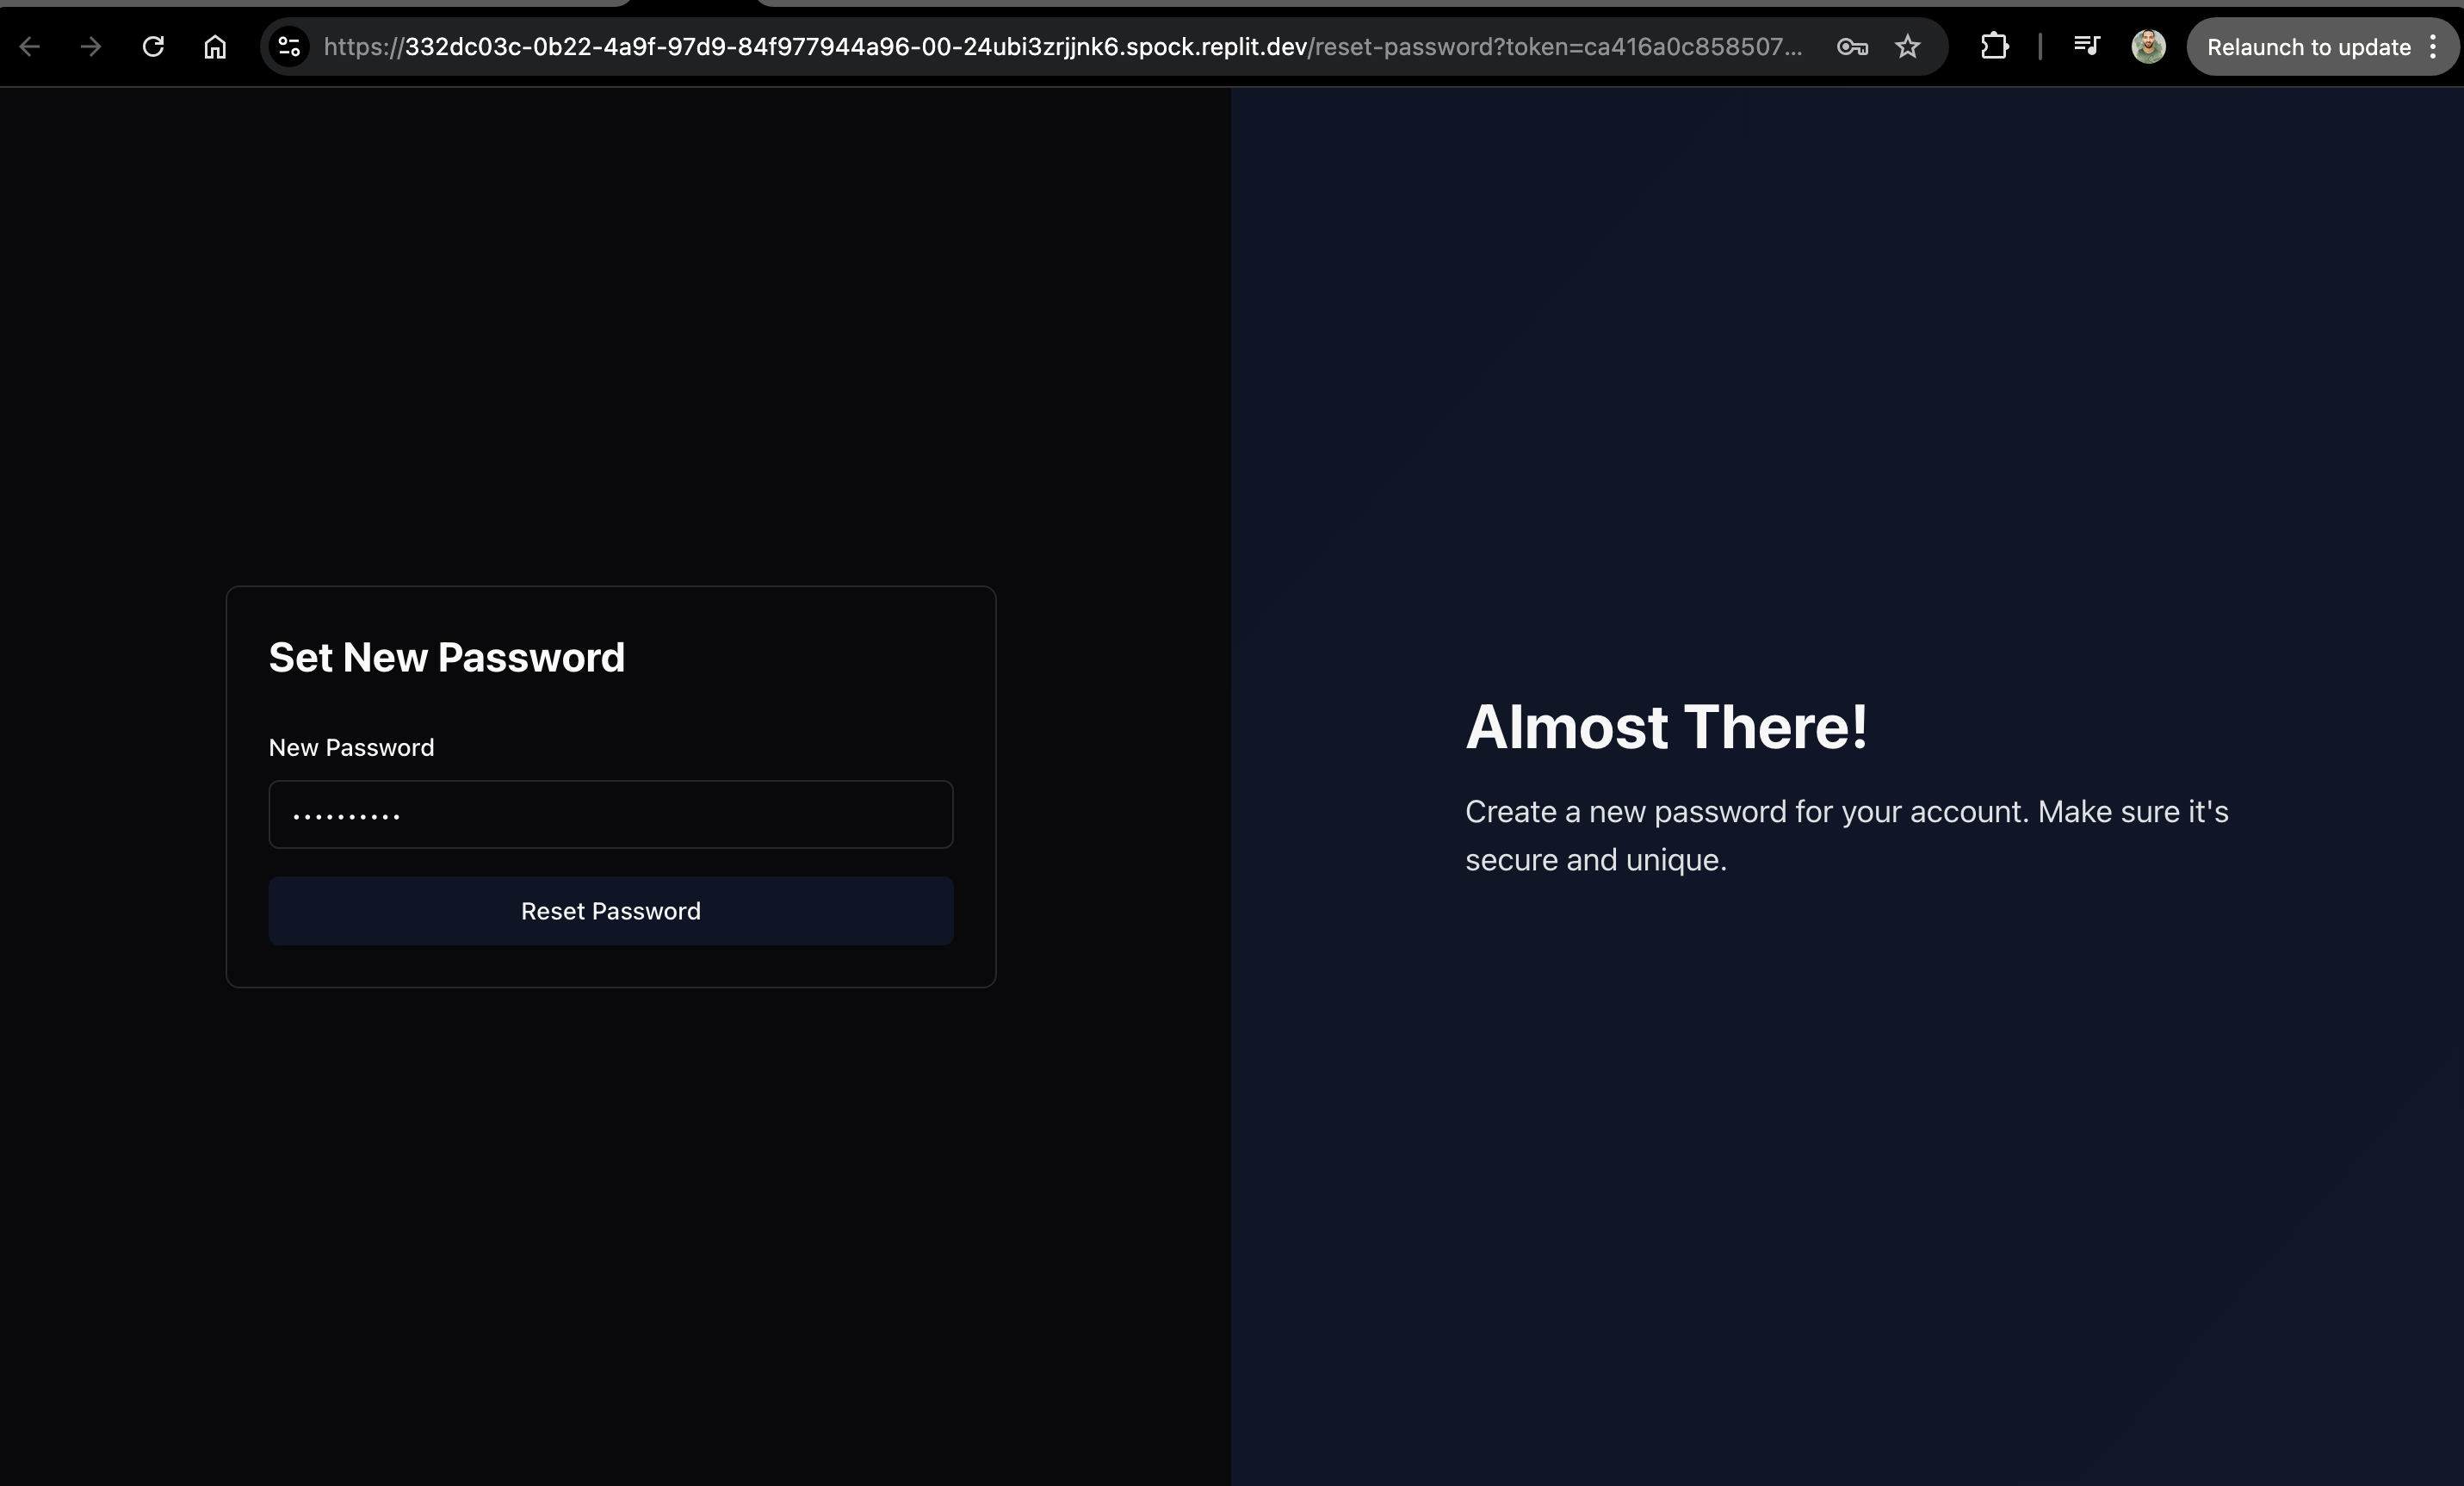 https://332dc03c-0b22-4a9f-97d9-84f977944a96-00-24ubi3zrjjnk6.spock.replit.dev/reset-password?token=ca416a0c858507...
Relaunch to update
Set New Password
New Password
••••••••••
Reset Password
Almost There!
Create a new password for your account. Make sure it's
secure and unique.